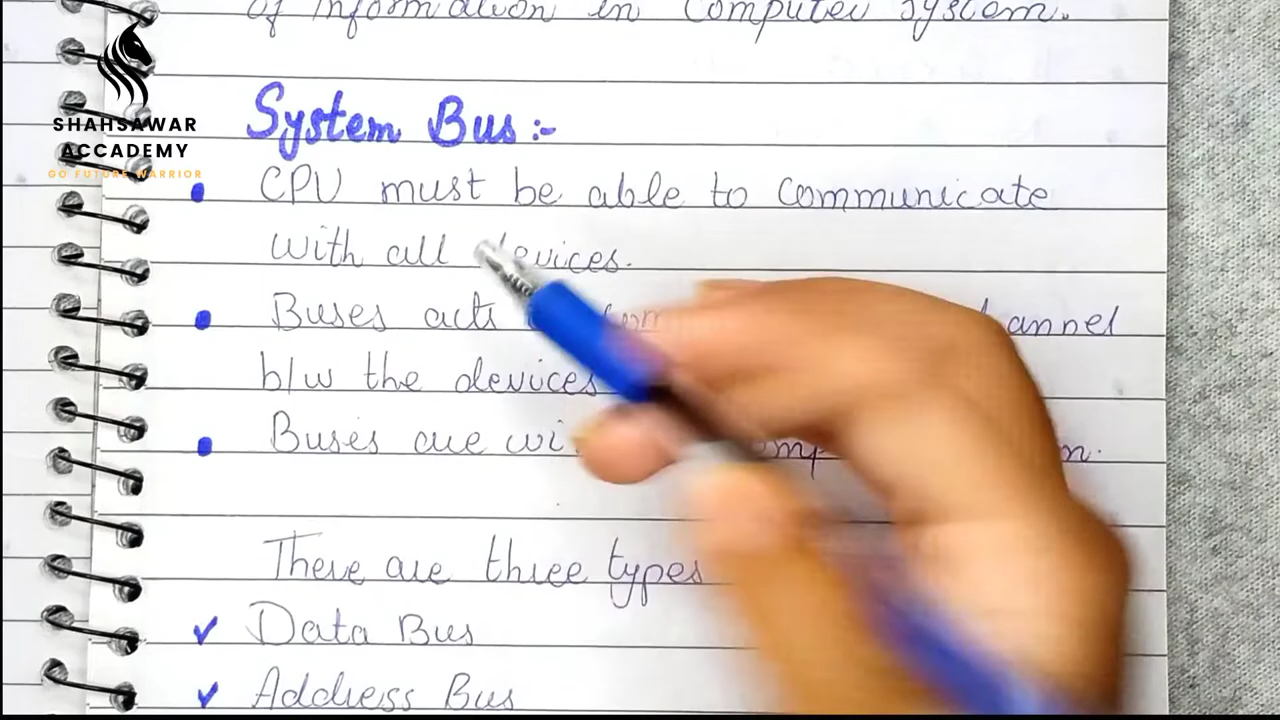 of information in Computer System.
SHAHSAWAR
ACCADEMY
GO FUTURE WARRIOR
System Bus :-
CPU must be able to Communicate
with all devices.
Buses acts
b/w the devices
Buses are
There are three types
Data Bus
Address Bus